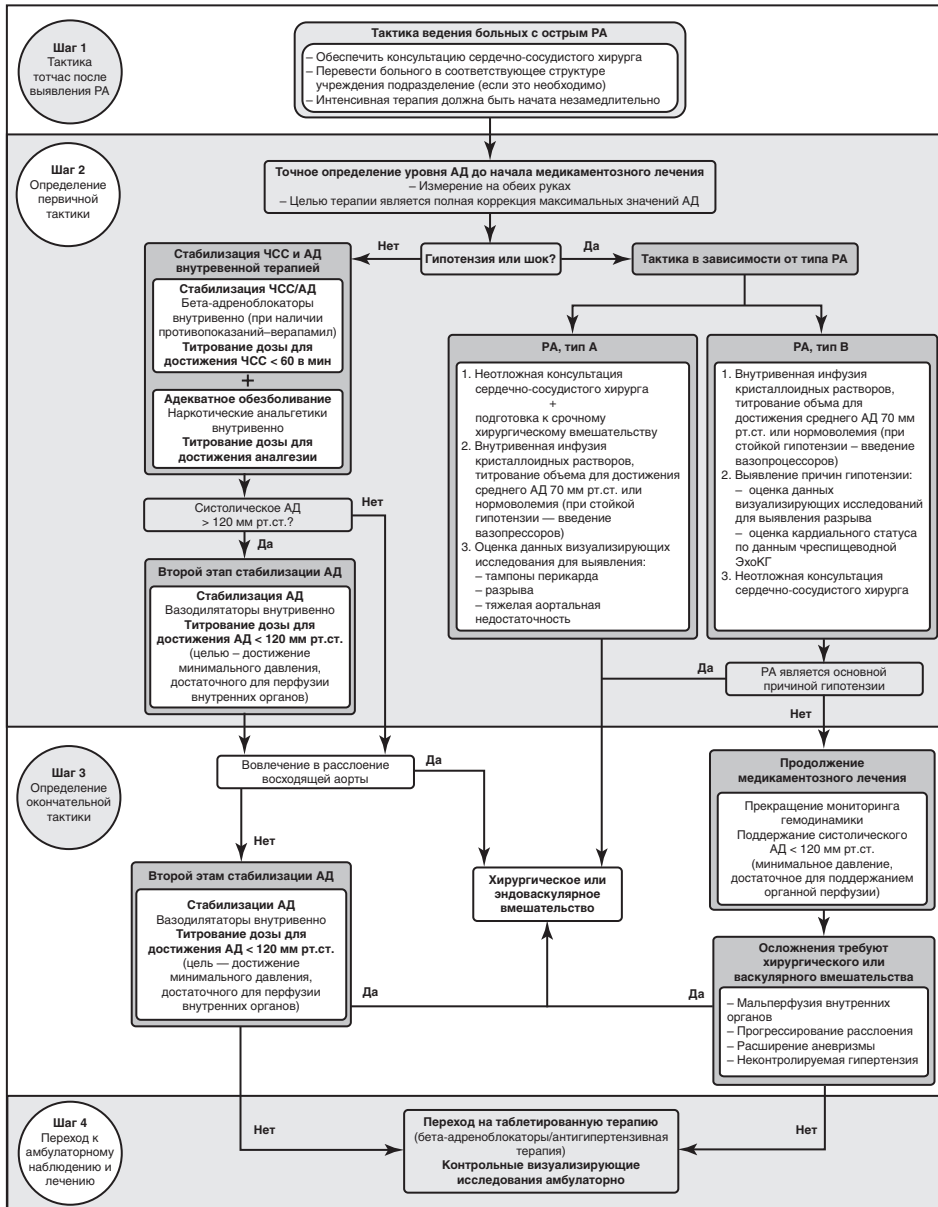 Шаг 1
Тактика
тотчас после
выявления РА
Тактика ведения больных с острым РА
– Обеспечить консультацию сердечно-сосудистого хирурга
– Перевести больного в соответствующее структуре
учреждения подразделение (если это необходимо)
– Интенсивная терапия должна быть начата незамедлительно
Шаг 2
Определение
первичной
тактики
Точное определение уровня АД до начала медикаментозного лечения
– Измерение на обеих руках
– Целью терапии является полная коррекция максимальных значений АД
Гипотензия или шок?
Нет
Да
Стабилизация ЧСС и АД
внутревенной терапией
Стабилизация ЧСС/АД
Бета-адреноблокаторы
внутривенно (при наличии
противопоказаний–верапамил)
Титрование дозы для
достижения ЧСС < 60 в мин
+
Адекватное обезболивание
Наркотические анальгетики
внутривенно
Титрование дозы для
достижения аналгезии
Тактика в зависимости от типа РА
РА, тип А
1. Неотложная консультация
сердечно-сосудистого хирурга
+
подготовка к срочному
хирургическому вмешательству
2. Внутривенная инфузия
кристаллоидных растворов,
титрование объема для достижения
среднего АД 70 мм рт.ст. или
нормоволемия (при стойкой
гипотензии — введение
вазопрессоров)
3. Оценка данных визуализирующих
исследования для выявления:
– тампоны перикарда
– разрыва
– тяжелая аортальная
недостаточность
РА, тип В
1. Внутривенная инфузия
кристаллоидных растворов,
титрование объма для
достижения среднего АД 70 мм
рт.ст. или нормоволемия (при
стойкой гипотензии – введение
вазопроцессоров)
2. Выявление причин гипотензии:
– оценка данных
визуализирующих исследований
для выявления разрыва
– оценка кардиального статуса
по данным чреспищеводной
ЭхоКГ
3. Неотложная консультация
сердечно-сосудистого хирурга
Систолическое АД
> 120 мм рт.ст.?
Нет
Да
Второй этап стабилизации АД
Стабилизация АД
Вазодилятаторы внутривенно
Титрование дозы для
достижения АД < 120 мм рт.ст.
(целью – достижение
минимального давления,
достаточного для перфузии
внутренних органов)
Да
РА является основной
причиной гипотензии
Нет
Шаг 3
Определение
окончательной
тактики
Вовлечение в расслоение
восходящей аорты
Да
Нет
Второй этам стабилизации АД
Стабилизации АД
Вазодилятаторы внутривенно
Титрование дозы для
достижения АД < 120 мм рт.ст.
(цель — достижение
минимального давления,
достаточного для перфузии
внутренних органов)
Да
Хирургическое или
эндоваскулярное
вмешательство
Продолжение
медикаментозного лечения
Прекращение мониторинга
гемодинамики
Поддержание систолического
АД < 120 мм рт.ст.
(минимальное давление,
достаточное для поддержанием
органной перфузии)
Осложнения требуют
хирургического или
васкулярного вмешательства
– Мальперфузия внутренних
органов
– Прогрессирование расслоения
– Расширение аневризмы
– Неконтролируемая гипертензия
Да
Шаг 4
Переход к
амбулаторному
наблюдению и
лечению
Нет
Переход на таблетированную терапию
(бета-адреноблокаторы/антигипертензивная
терапия)
Контрольные визуализирующие
исследования амбулаторно
Нет